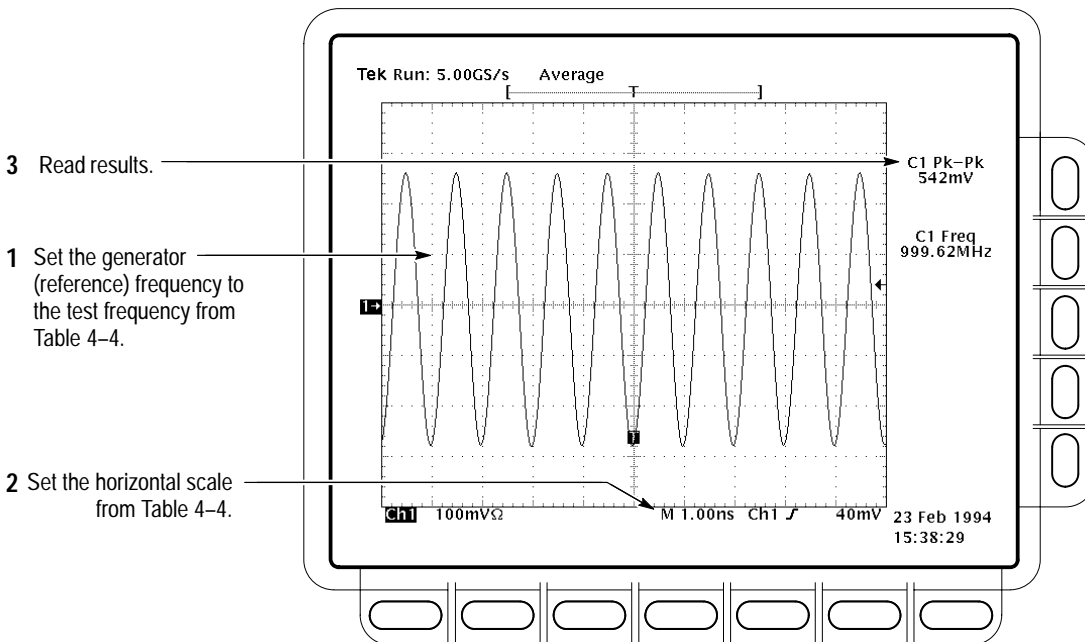 Tek Run: 5.00GS/s Average
[ T ]
3 Read results.
C1 Pk–Pk
542mV
1 Set the generator
(reference) frequency to
the test frequency from
Table 4–4.
C1 Freq
999.62MHz
1→
T
2 Set the horizontal scale
from Table 4–4.
Ch1 100mVΩ M 1.00ns Ch1 ƒ 40mV
23 Feb 1994
15:38:29